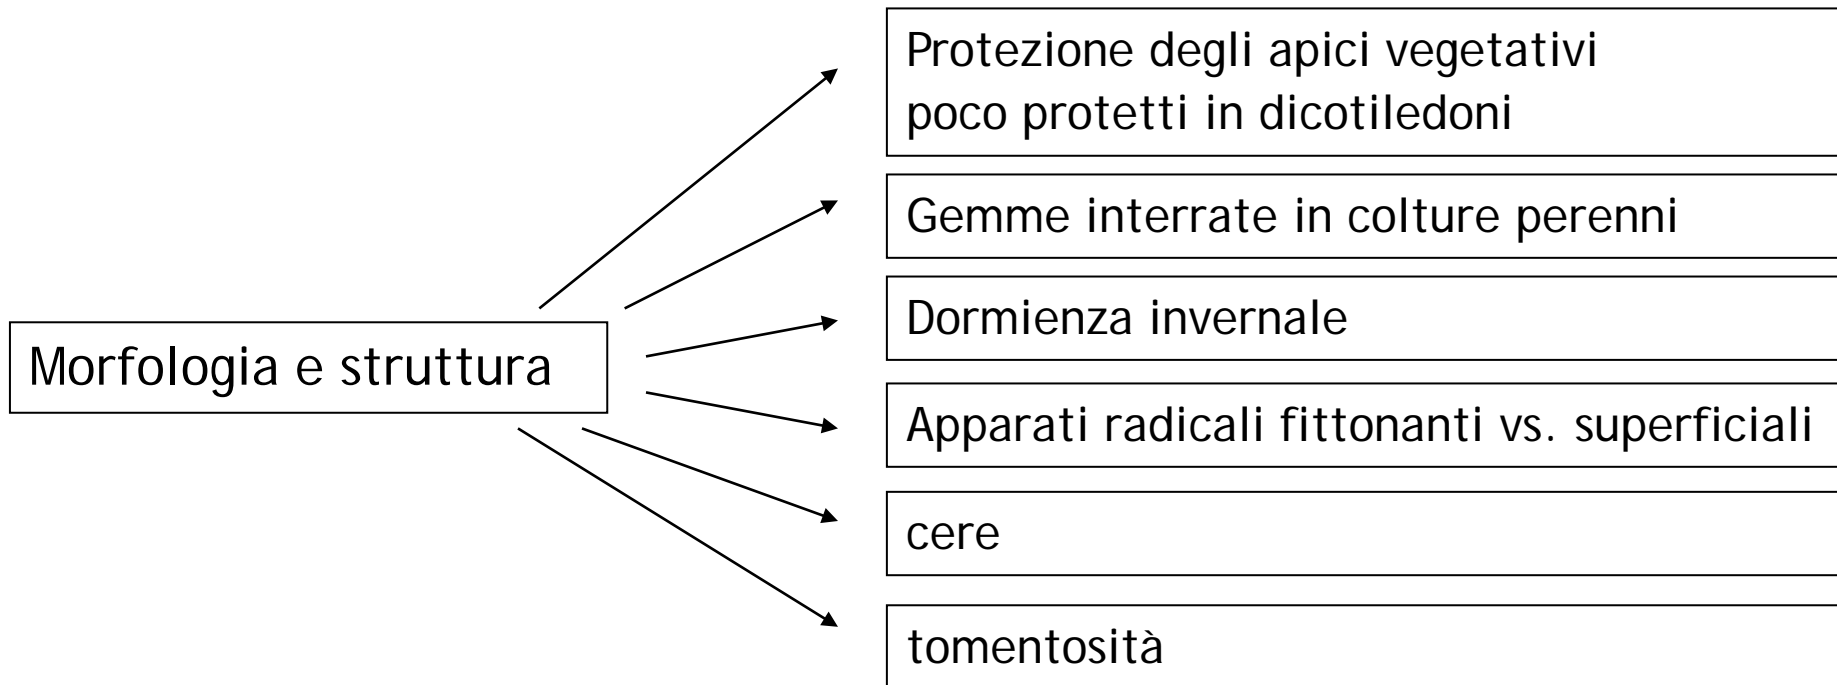 Morfologia e struttura
Protezione degli apici vegetativi
poco protetti in dicotiledoni
Gemme interrate in colture perenni
Dormienza invernale
Apparati radicali fittonanti vs. superficiali
cere
tomentosità